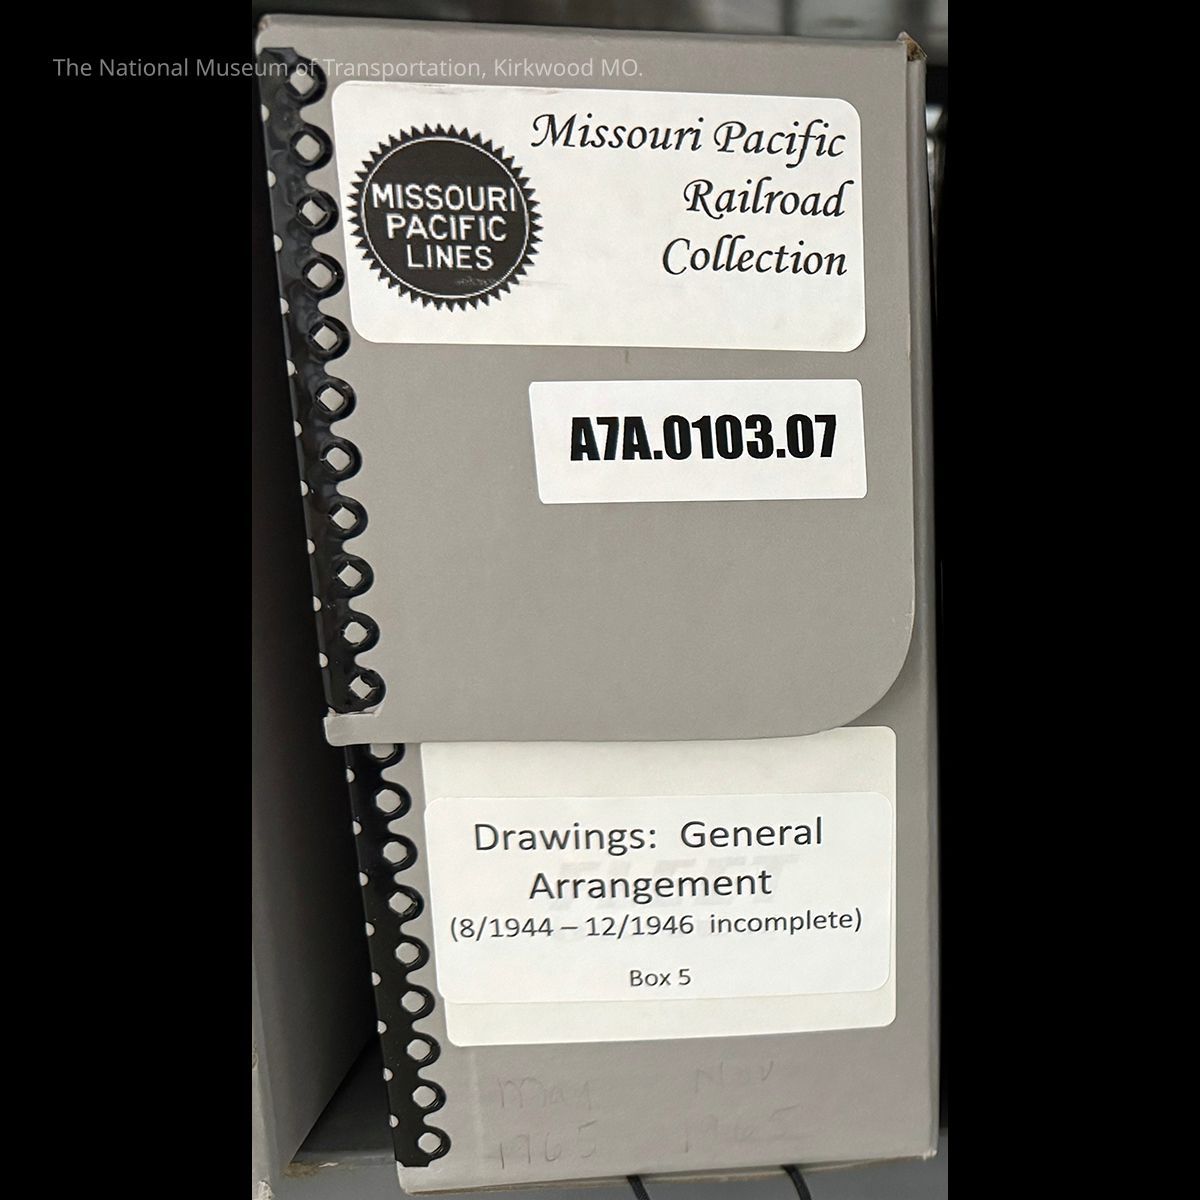 The National Museum of Transportation, Kirkwood MO.
MISSOURI
PACIFIC
LINES
Missouri Pacific
Railroad
Collection
A7A.0103.07
Drawings: General
Arrangement
(8/1944 – 12/1946 incomplete)
Box 5
May Nov
1965 1965